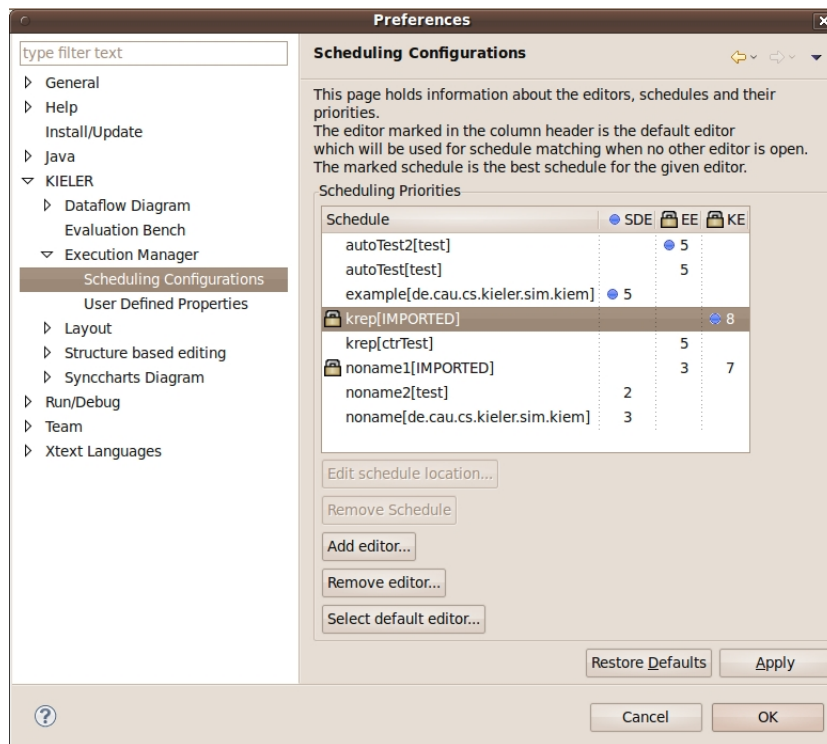 Preferences
type filter text
General
Help
Install/Update
Java
KIELER
Dataflow Diagram
Evaluation Bench
Execution Manager
Scheduling Configurations
User Defined Properties
Layout
Structure based editing
Synccharts Diagram
Run/Debug
Team
Xtext Languages
Scheduling Configurations
This page holds information about the editors, schedules and their
priorities.
The editor marked in the column header is the default editor
which will be used for schedule matching when no other editor is open.
The marked schedule is the best schedule for the given editor.
Scheduling Priorities
Schedule SDE EE KE
autoTest2[test] 5
autoTest[test] 5
example[de.cau.cs.kieler.sim.kiem] 5
krep[IMPORTED] 8
krep[ctrTest] 5
noname1[IMPORTED] 3 7
noname2[test] 2
noname[de.cau.cs.kieler.sim.kiem] 3
Edit schedule location...
Remove Schedule
Add editor...
Remove editor...
Select default editor...
Restore Defaults Apply
Cancel OK